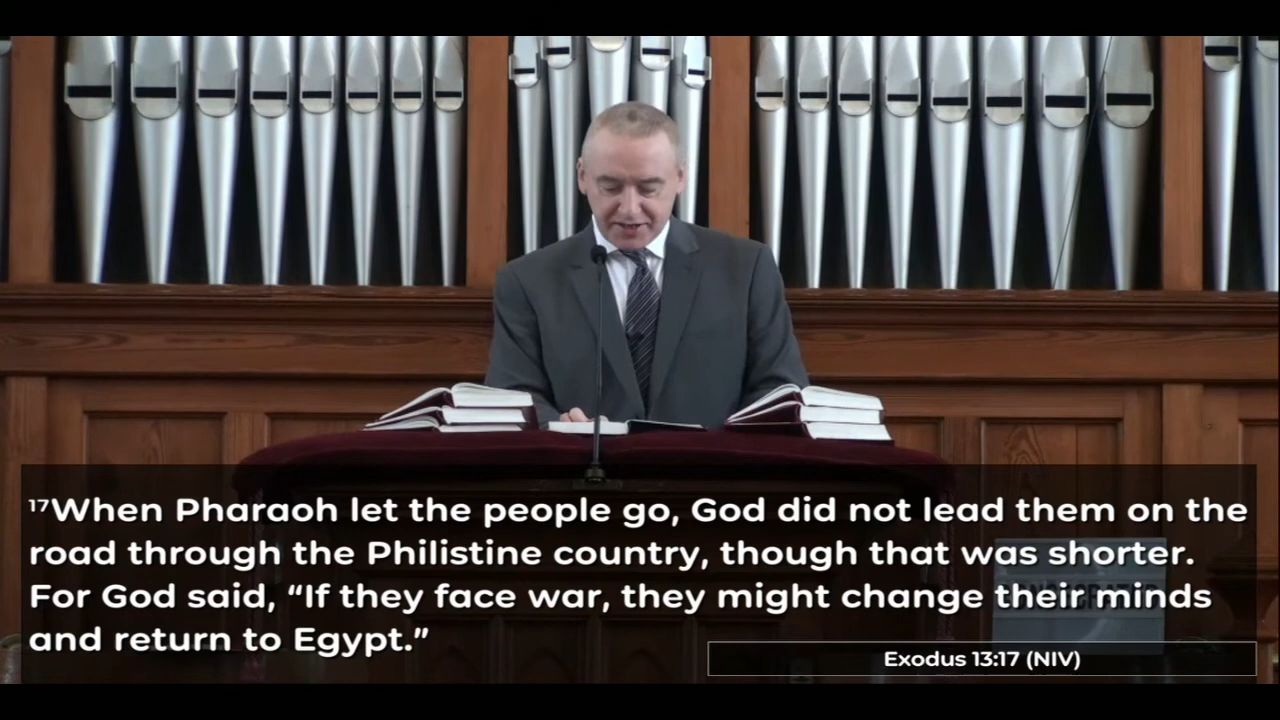 ¹⁷When Pharaoh let the people go, God did not lead them on the
road through the Philistine country, though that was shorter.
For God said, “If they face war, they might change their minds
and return to Egypt.”
Exodus 13:17 (NIV)